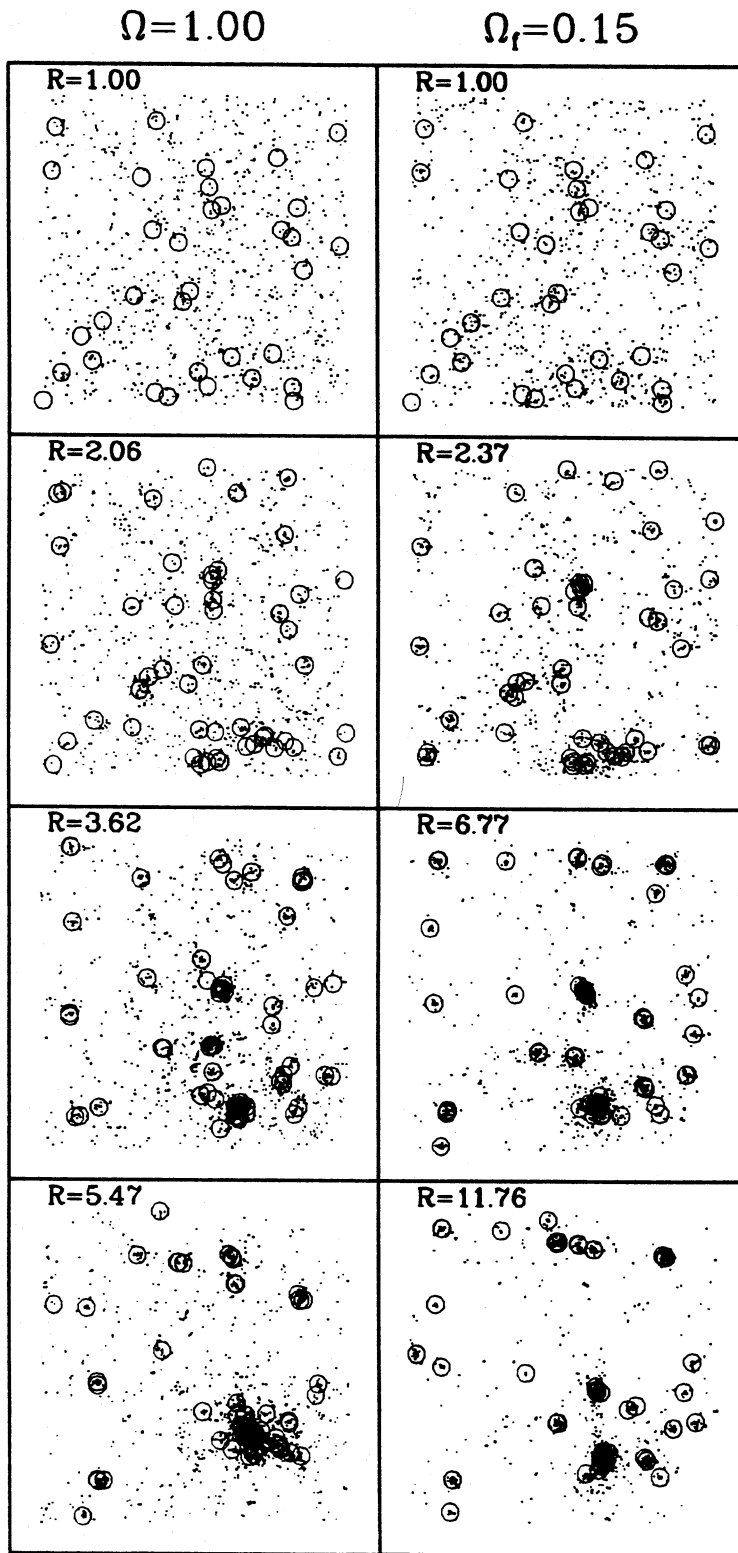 Ω=1.00 Ω_f=0.15
R=1.00 R=1.00
R=2.06 R=2.37
R=3.62 R=6.77
R=5.47 R=11.76